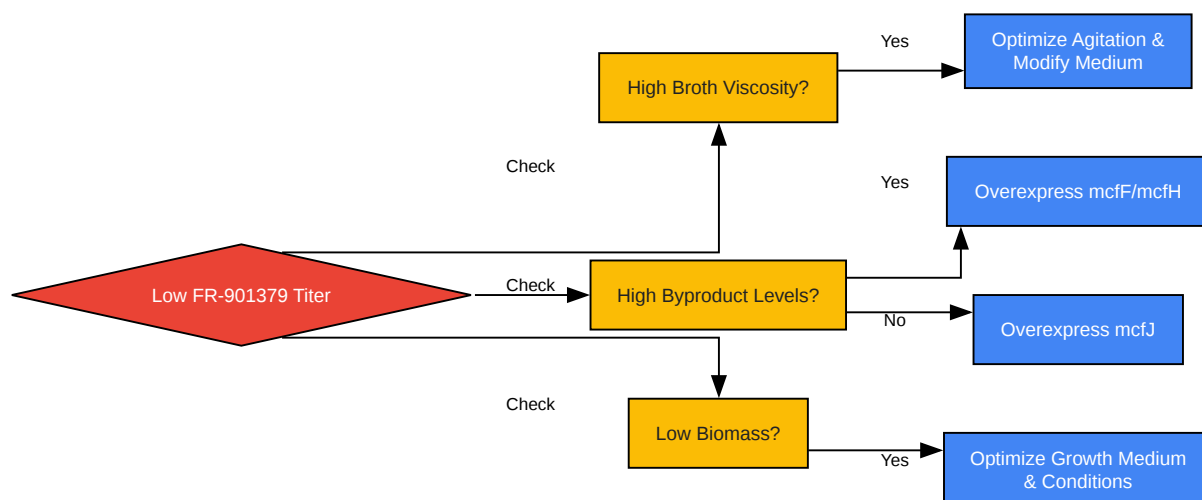 Yes
Optimize Agitation &
Modify Medium
High Broth Viscosity?
Check
Yes
Overexpress mcfF/mcfH
Low FR-901379 Titer
Check
High Byproduct Levels?
No
Overexpress mcfJ
Check
Low Biomass?
Yes
Optimize Growth Medium
& Conditions